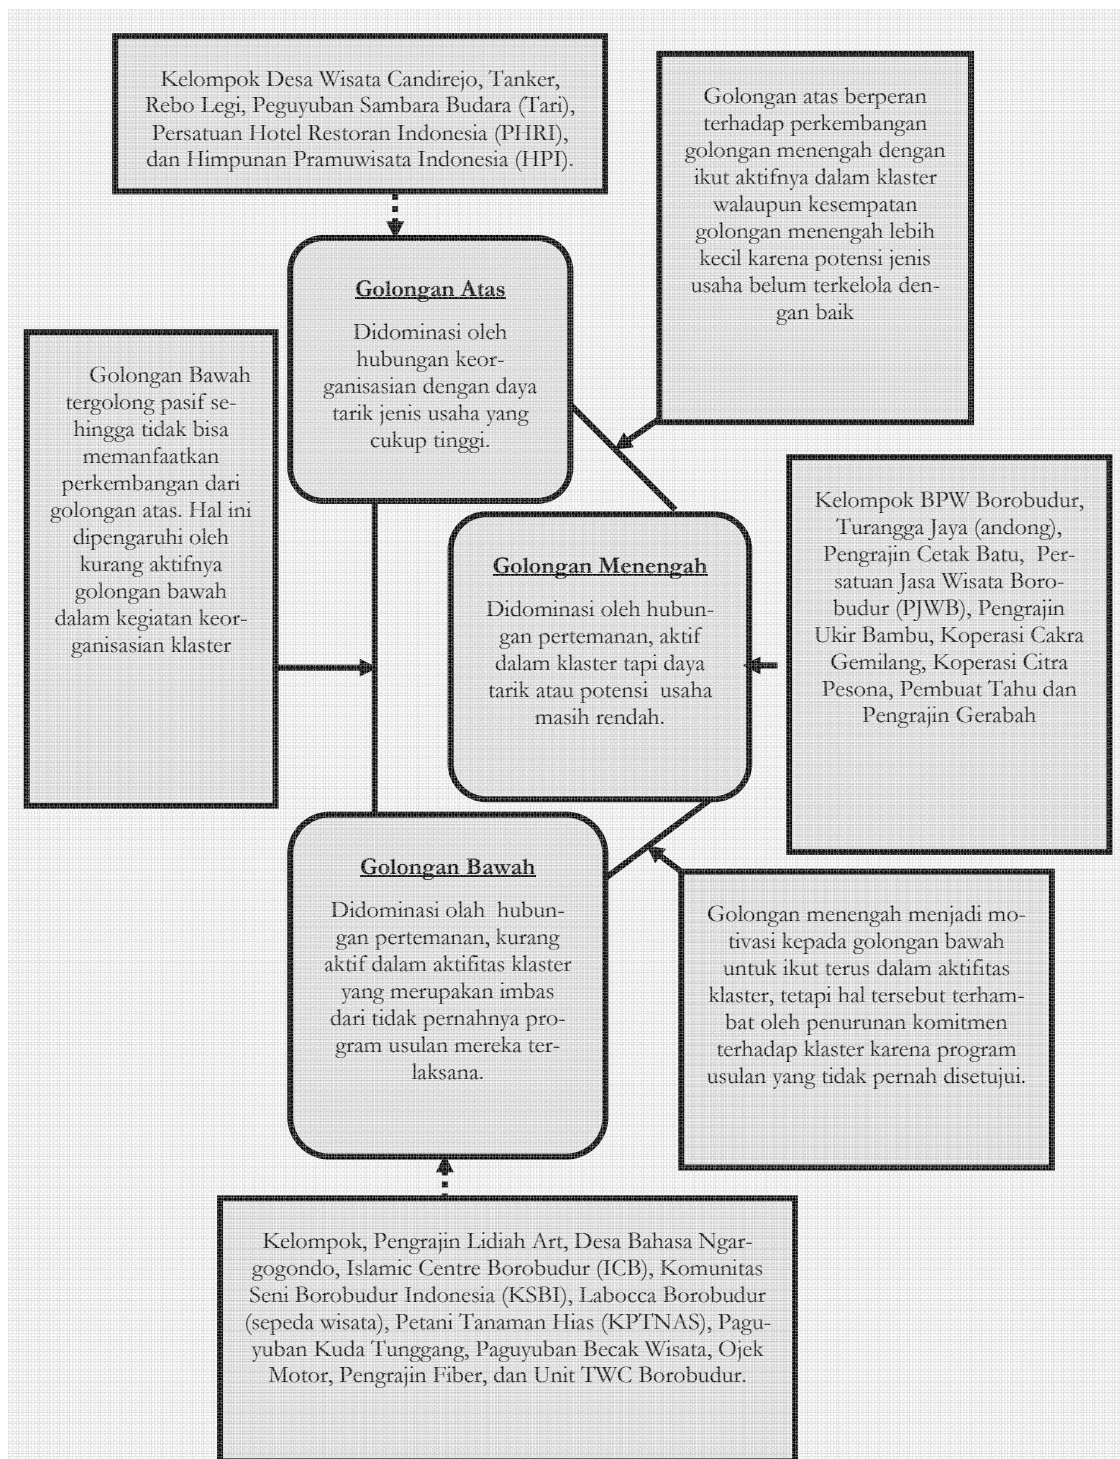 Kelompok Desa Wisata Candirejo, Tanker,
Rebo Legi, Peguyuban Sambara Budara (Tari),
Persatuan Hotel Restoran Indonesia (PHRI),
dan Himpunan Pramuwisata Indonesia (HPI).
Golongan atas berperan
terhadap perkembangan
golongan menengah dengan
ikut aktifnya dalam klaster
walaupun kesempatan
golongan menengah lebih
kecil karena potensi jenis
usaha belum terkelola den-
gan baik
Golongan Atas
Didominasi oleh
hubungan keor-
ganisasian dengan daya
tarik jenis usaha yang
cukup tinggi.
Golongan Bawah
tergolong pasif se-
hingga tidak bisa
memanfaatkan
perkembangan dari
golongan atas. Hal ini
dipengaruhi oleh
kurang aktifnya
golongan bawah
dalam kegiatan keor-
ganisasian klaster
Golongan Menengah
Didominasi oleh hubun-
gan pertemanan, aktif
dalam klaster tapi daya
tarik atau potensi usaha
masih rendah.
Kelompok BPW Borobudur,
Turangga Jaya (andong),
Pengrajin Cetak Batu, Per-
satuan Jasa Wisata Boro-
budur (PJWB), Pengrajin
Ukir Bambu, Koperasi Cakra
Gemilang, Koperasi Citra
Pesona, Pembuat Tahu dan
Pengrajin Gerabah
Golongan Bawah
Didominasi olah hubun-
gan pertemanan, kurang
aktif dalam aktifitas klaster
yang merupakan imbas
dari tidak pernahnya pro-
gram usulan mereka ter-
laksana.
Golongan menengah menjadi mo-
tivasi kepada golongan bawah
untuk ikut terus dalam aktifitas
klaster, tetapi hal tersebut terham-
bat oleh penurunan komitmen
terhadap klaster karena program
usulan yang tidak pernah disetujui.
Kelompok, Pengrajin Lidiah Art, Desa Bahasa Ngar-
gogondo, Islamic Centre Borobudur (ICB), Komunitas
Seni Borobudur Indonesia (KSBI), Labocca Borobudur
(sepeda wisata), Petani Tanaman Hias (KPTNAS), Pagu-
yuban Kuda Tunggang, Paguyuban Becak Wisata, Ojek
Motor, Pengrajin Fiber, dan Unit TWC Borobudur.